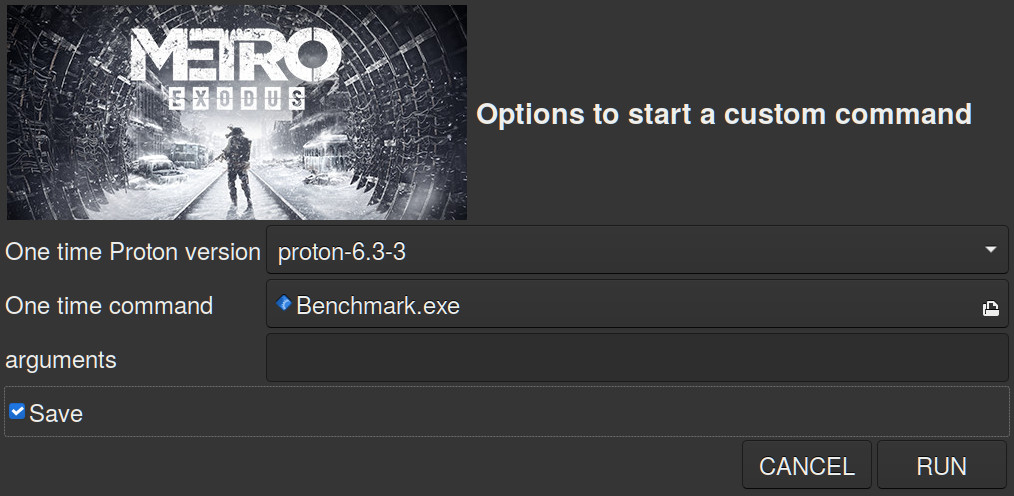 METRO
EXODUS
Options to start a custom command
One time Proton version
proton-6.3-3
One time command
Benchmark.exe
arguments
Save
CANCEL
RUN